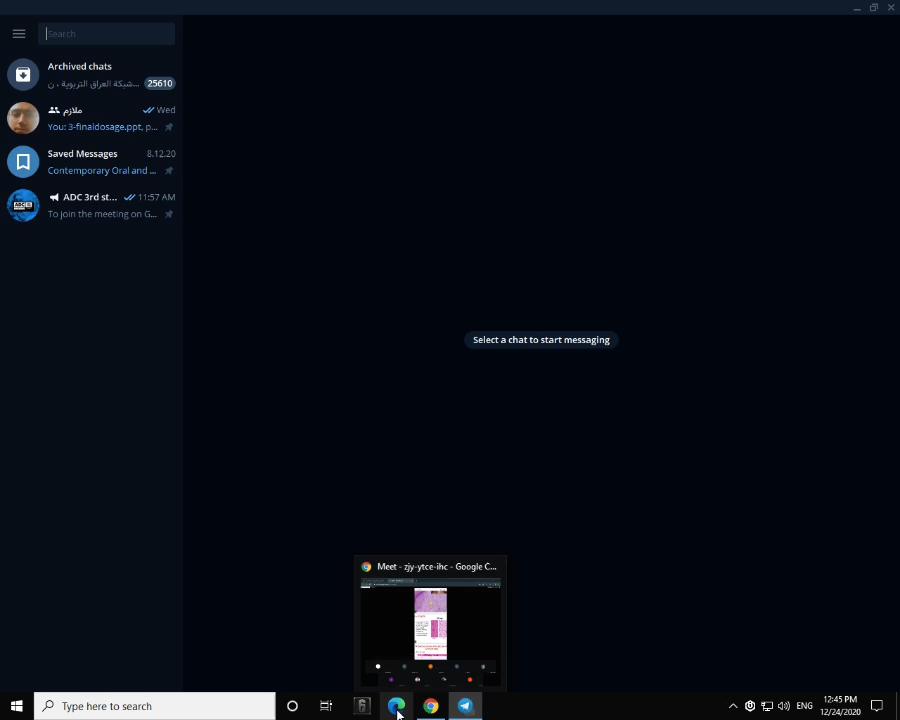 Search
Archived chats
شبكة العراق التربوية ، ن...
25610
ملازم
Wed
You: 3-finaldosage.ppt, p...
Saved Messages
8.12.20
Contemporary Oral and ...
ADC 3rd st...
11:57 AM
To join the meeting on G...
Select a chat to start messaging
Meet - zjy-ytce-ihc - Google C...
Type here to search
ENG
12:45 PM
12/24/2020